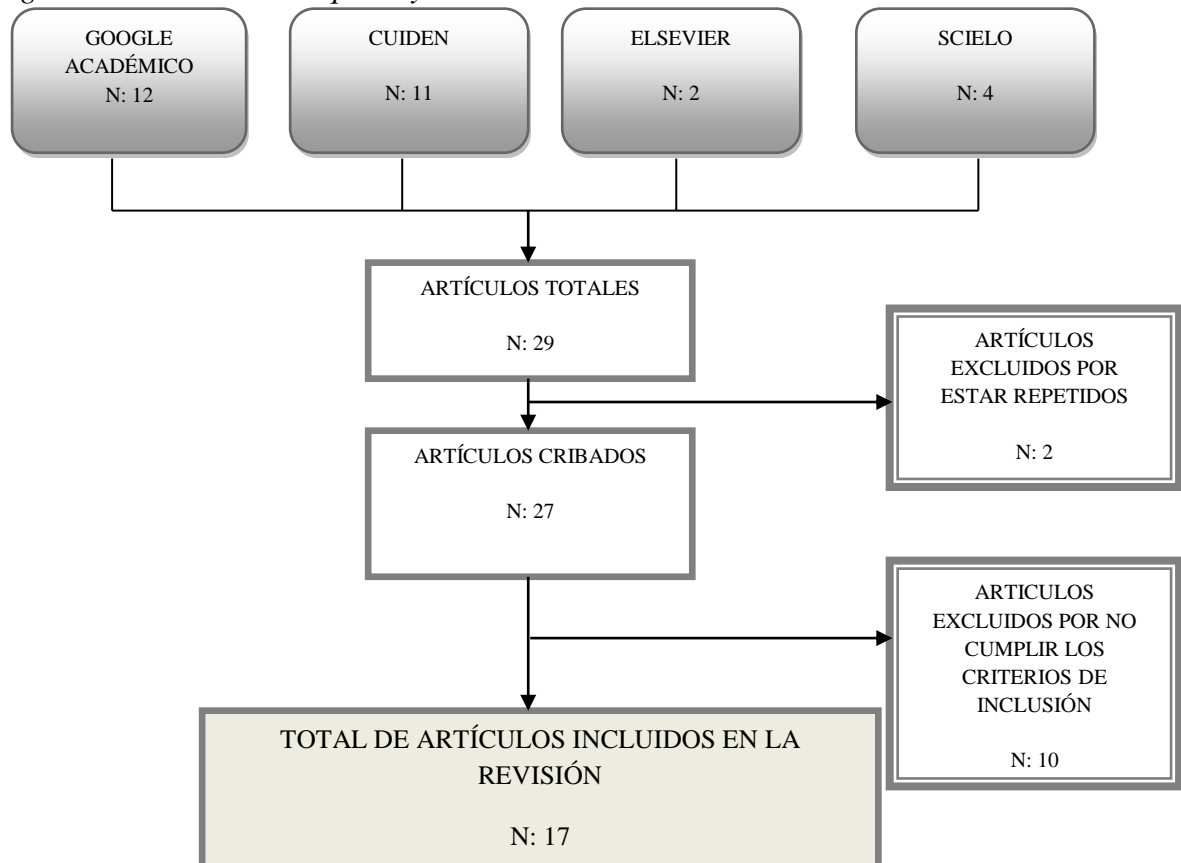 GOOGLE
ACADÉMICO
N: 12
CUIDEN
N: 11
ELSEVIER
N: 2
SCIELO
N: 4
ARTÍCULOS TOTALES
N: 29
ARTÍCULOS
EXCLUIDOS POR
ESTAR REPETIDOS
N: 2
ARTÍCULOS CRIBADOS
N: 27
ARTICULOS
EXCLUIDOS POR NO
CUMPLIR LOS
CRITERIOS DE
INCLUSIÓN
N: 10
TOTAL DE ARTÍCULOS INCLUIDOS EN LA
REVISIÓN
N: 17